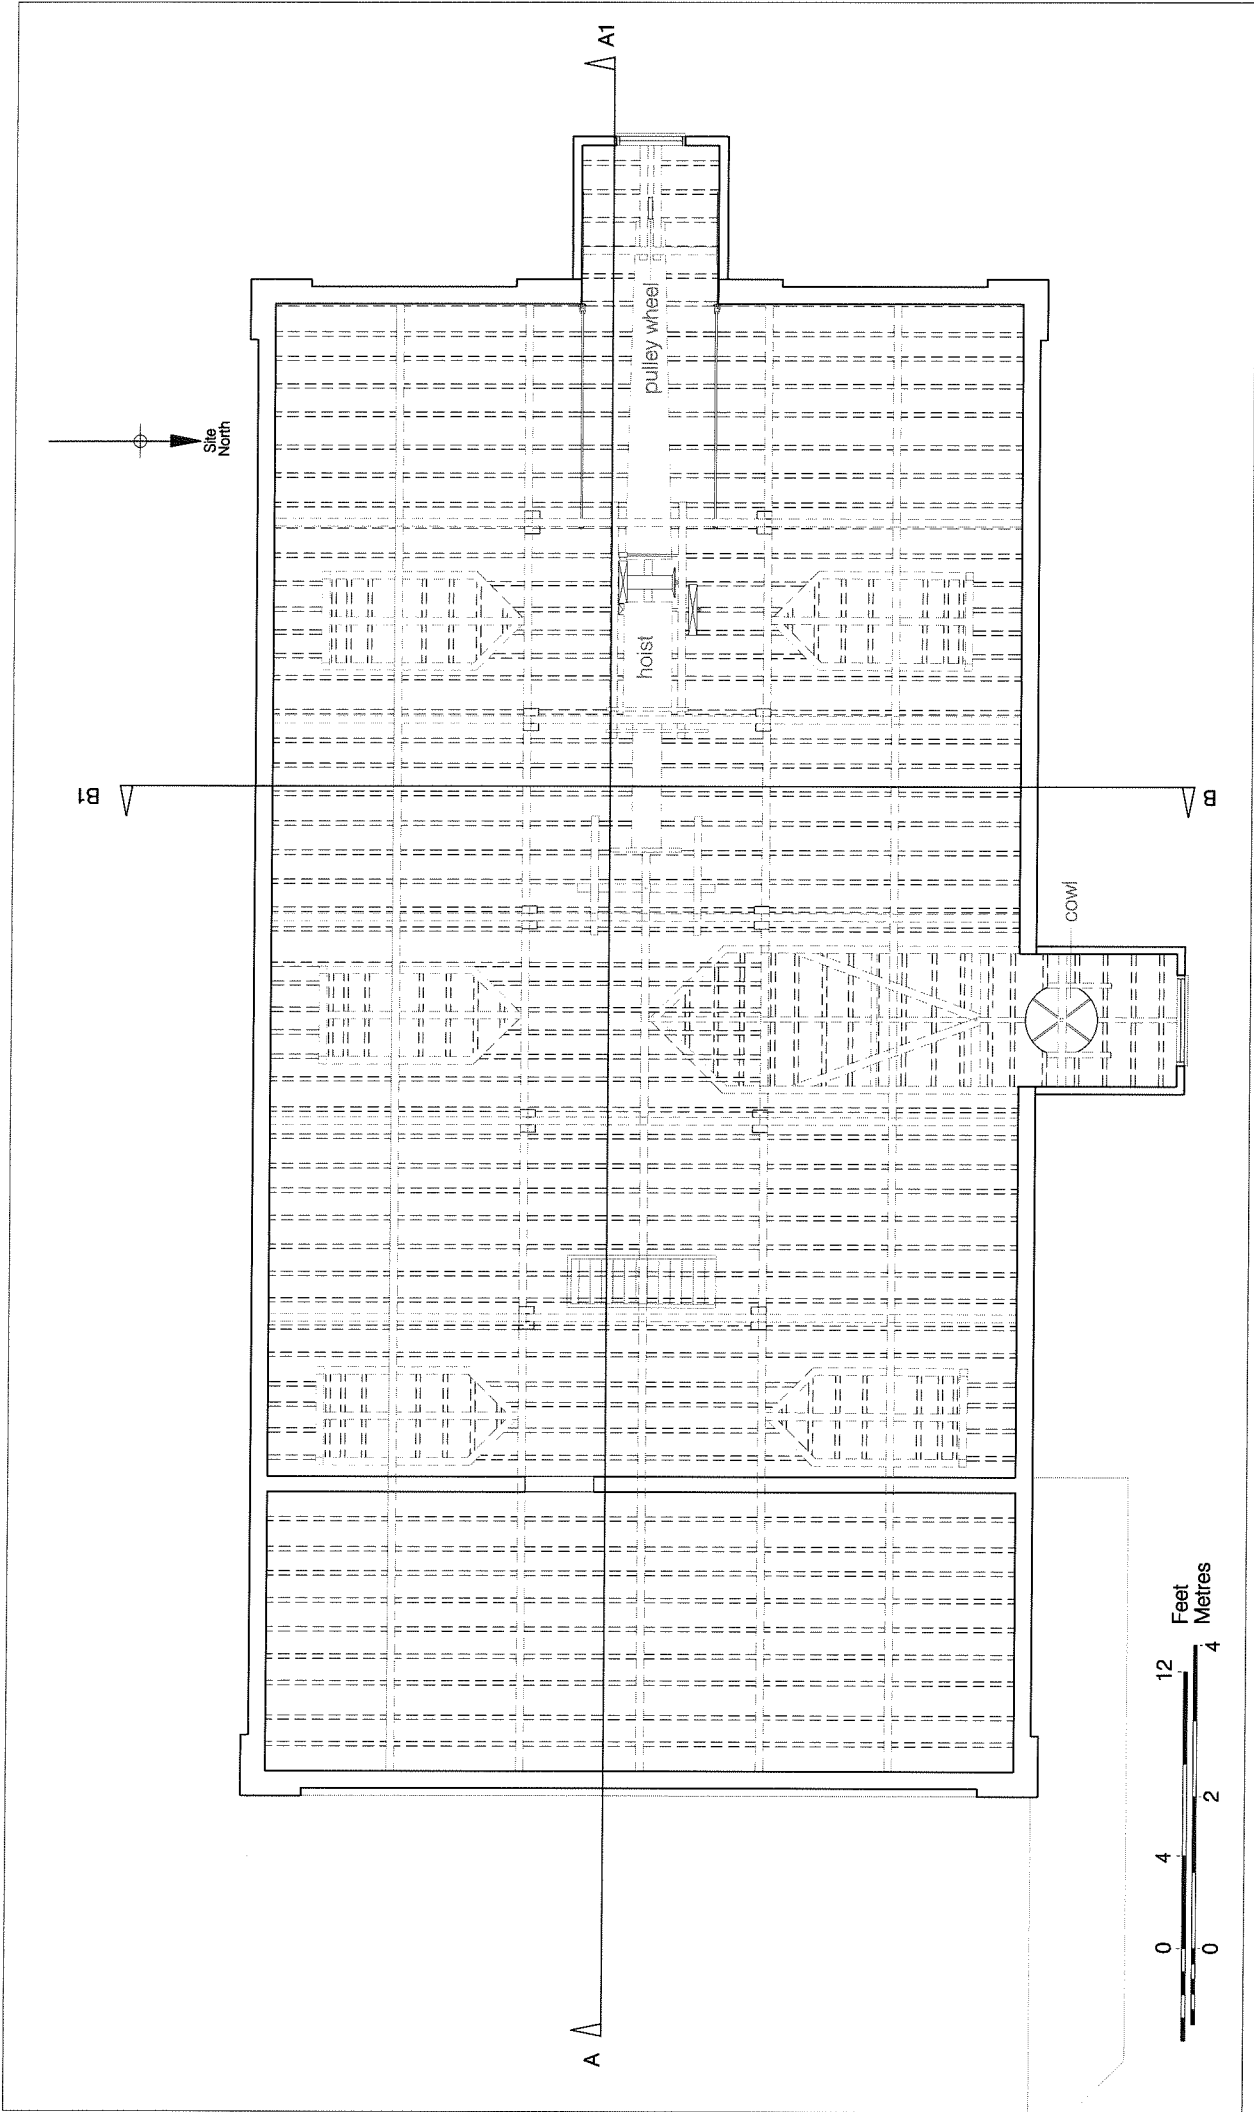 A1
Site
North
pulley wheel
hoist
B1
B
cowl
A
Feet
Metres
0 4 12
0 2 4